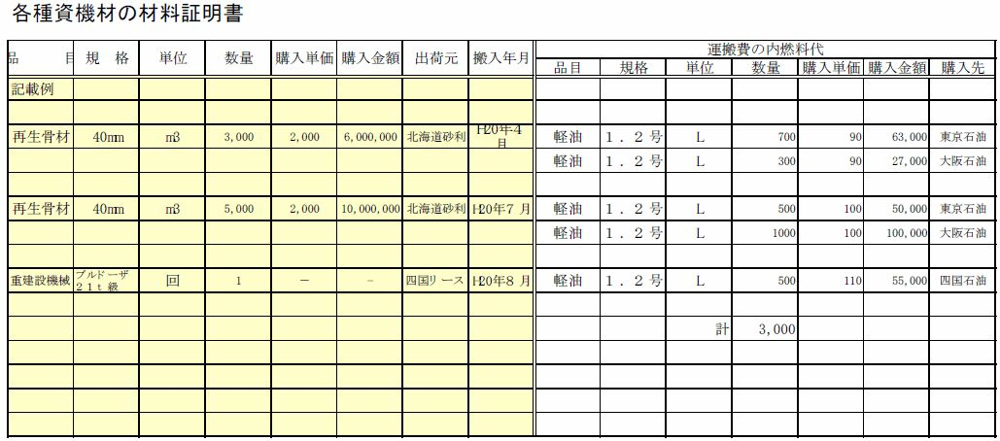 各種資機材の材料証明書
品 目 規 格 単位 数量 購入単価 購入金額 出荷元 搬入年月 運搬費の内燃料代
品目 規格 単位 数量 購入単価 購入金額 購入先
記載例
再生骨材 40mm m3 3,000 2,000 6,000,000 北海道砂利 H20年4月 軽油 1.2号 L 700 90 63,000 東京石油
軽油 1.2号 L 300 90 27,000 大阪石油
再生骨材 40mm m3 5,000 2,000 10,000,000 北海道砂利 H20年7月 軽油 1.2号 L 500 100 50,000 東京石油
軽油 1.2号 L 1000 100 100,000 大阪石油
重建設機械 ブルドーザ 21t級 回 1 － － 四国リース H20年8月 軽油 1.2号 L 500 110 55,000 四国石油
計 3,000